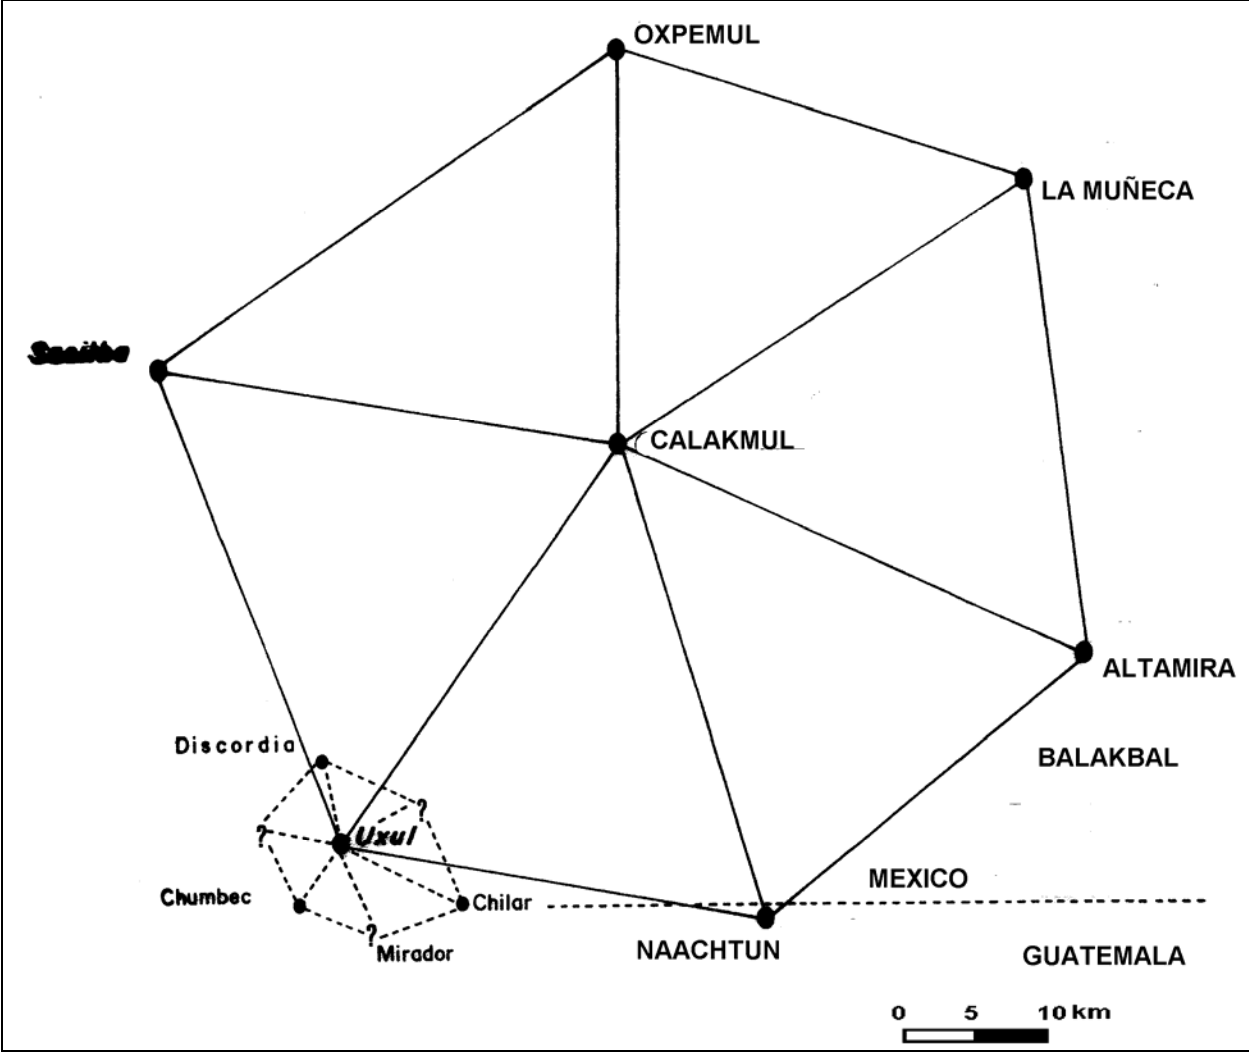 OXPEMUL
LA MUÑECA
CALAKMUL
ALTAMIRA
Discordia
BALAKBAL
?
?
Uxul
MEXICO
Chumbec
Chilar
?
Mirador
NAACHTUN
GUATEMALA
0 5 10 km